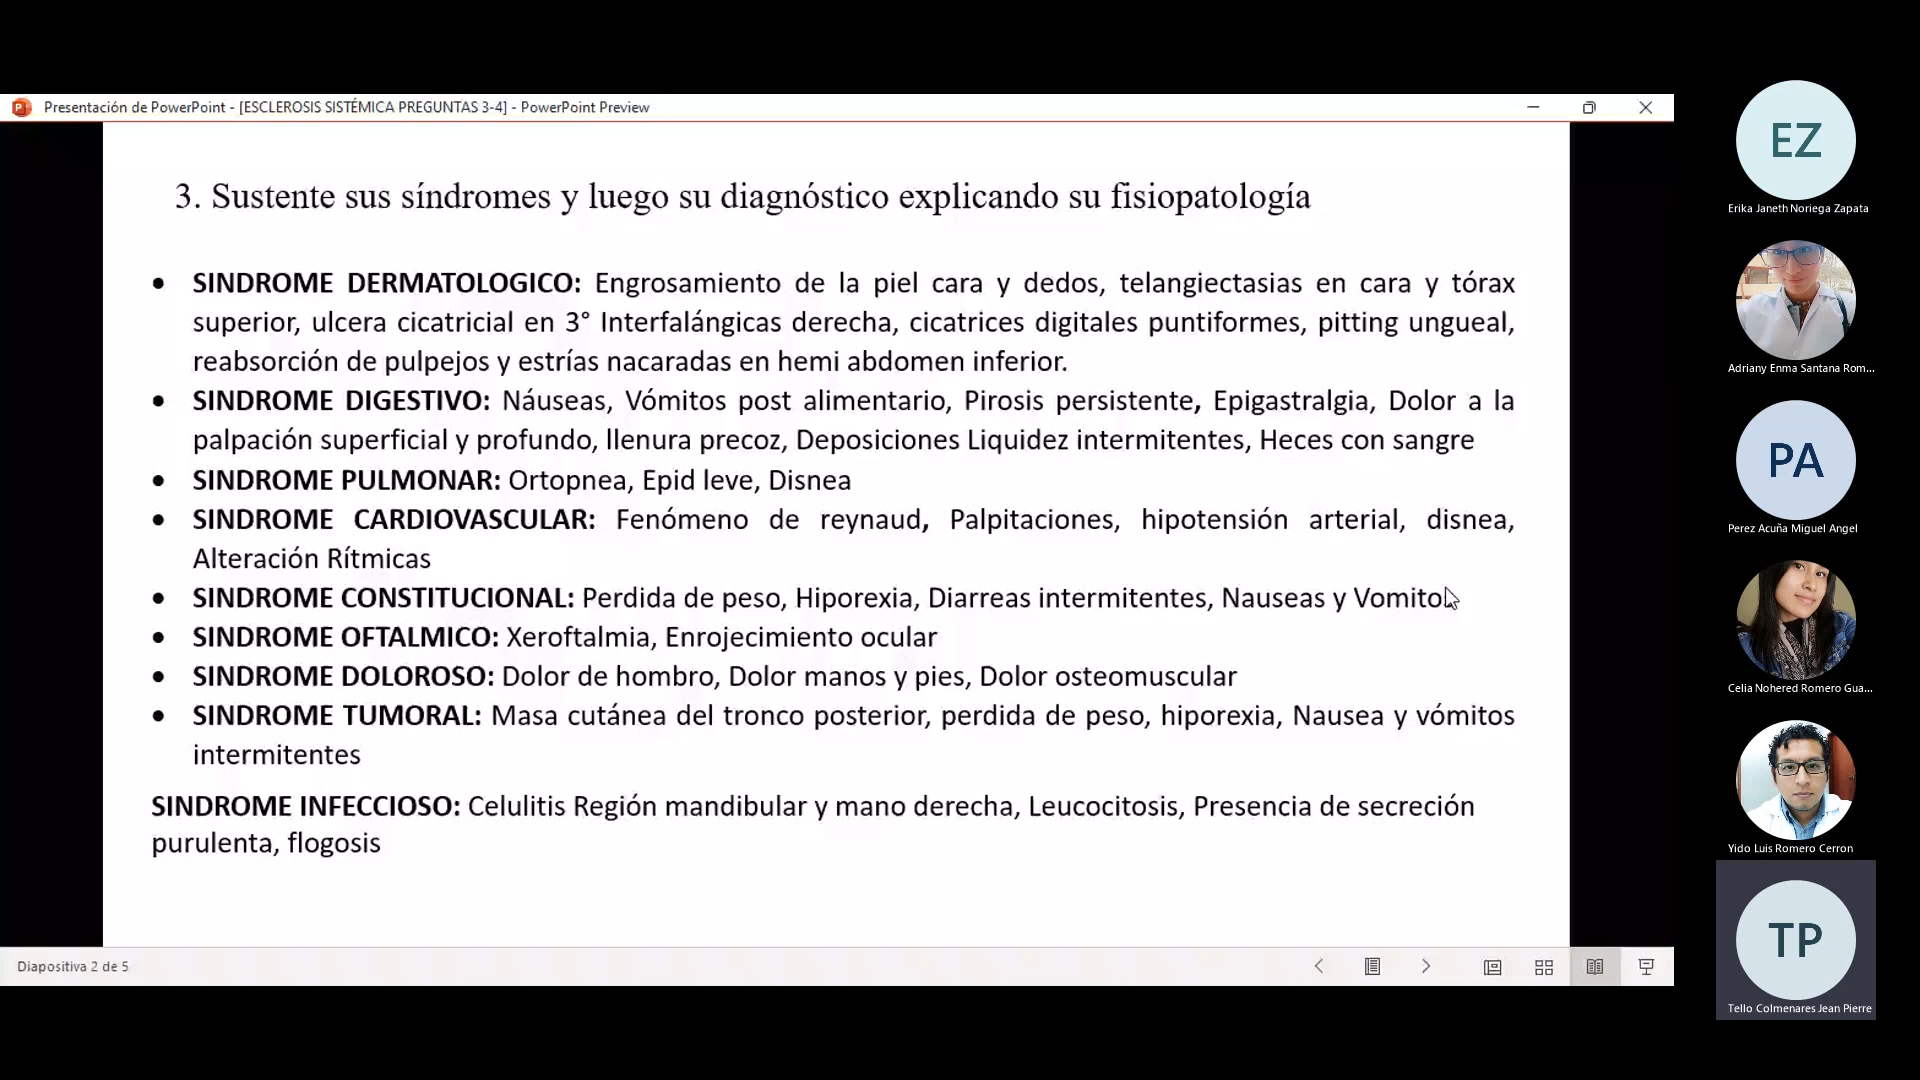 Presentación de PowerPoint - [ESCLEROSIS SISTÉMICA PREGUNTAS 3-4] - PowerPoint Preview
3. Sustente sus síndromes y luego su diagnóstico explicando su fisiopatología
• SINDROME DERMATOLOGICO: Engrosamiento de la piel cara y dedos, telangiectasias en cara y tórax
superior, ulcera cicatricial en 3° Interfalángicas derecha, cicatrices digitales puntiformes, pitting ungueal,
reabsorción de pulpejos y estrías nacaradas en hemi abdomen inferior.
• SINDROME DIGESTIVO: Náuseas, Vómitos post alimentario, Pirosis persistente, Epigastralgia, Dolor a la
palpación superficial y profundo, llenura precoz, Deposiciones Liquidez intermitentes, Heces con sangre
• SINDROME PULMONAR: Ortopnea, Epid leve, Disnea
• SINDROME CARDIOVASCULAR: Fenómeno de reynaud, Palpitaciones, hipotensión arterial, disnea,
Alteración Rítmicas
• SINDROME CONSTITUCIONAL: Perdida de peso, Hiporexia, Diarreas intermitentes, Nauseas y Vomito
• SINDROME OFTALMICO: Xeroftalmia, Enrojecimiento ocular
• SINDROME DOLOROSO: Dolor de hombro, Dolor manos y pies, Dolor osteomuscular
• SINDROME TUMORAL: Masa cutánea del tronco posterior, perdida de peso, hiporexia, Nausea y vómitos
intermitentes
SINDROME INFECCIOSO: Celulitis Región mandibular y mano derecha, Leucocitosis, Presencia de secreción
purulenta, flogosis
Diapositiva 2 de 5
EZ
Erika Janeth Noriega Zapata
Adriany Enma Santana Rom...
PA
Perez Acuña Miguel Angel
Celia Nohered Romero Gua...
Yido Luis Romero Cerron
TP
Tello Colmenares Jean Pierre